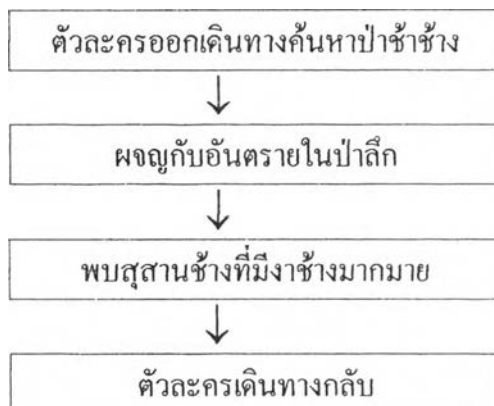 ตัวละครออกเดินทางค้นหาป่าช้าช้าง
ผจญกับอันตรายในป่าลึก
พบสุสานช้างที่มีงาช้างมากมาย
ตัวละครเดินทางกลับ